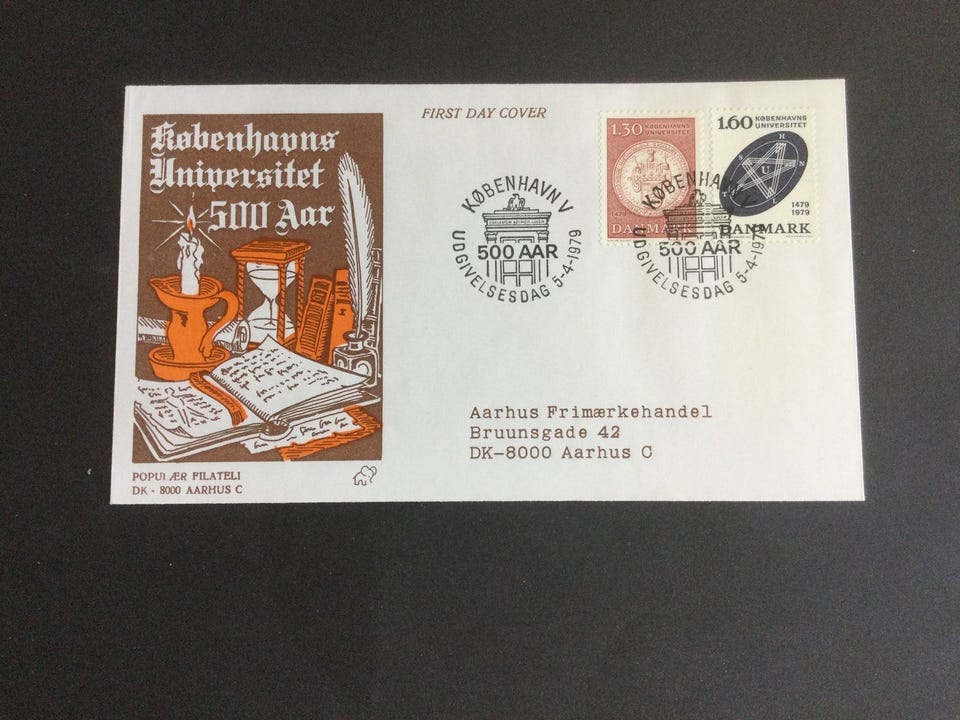 Københavns
Universitet
500 Aar
FIRST DAY COVER
KØBENHAVN V
500 AAR
UDGIVELSESDAG 5-4-1979
1.30 KØBENHAVNS
UNIVERSITET
1479
DANMARK
1.60 KØBENHAVNS
UNIVERSITET
H
S
N
U
T
L
1479
1979
DANMARK
KØBENHAVN V
500 AAR
UDGIVELSESDAG 5-4-1979
Aarhus Frimærkehandel
Bruunsgade 42
DK-8000 Aarhus C
POPULÆR FILATELI
DK - 8000 AARHUS C